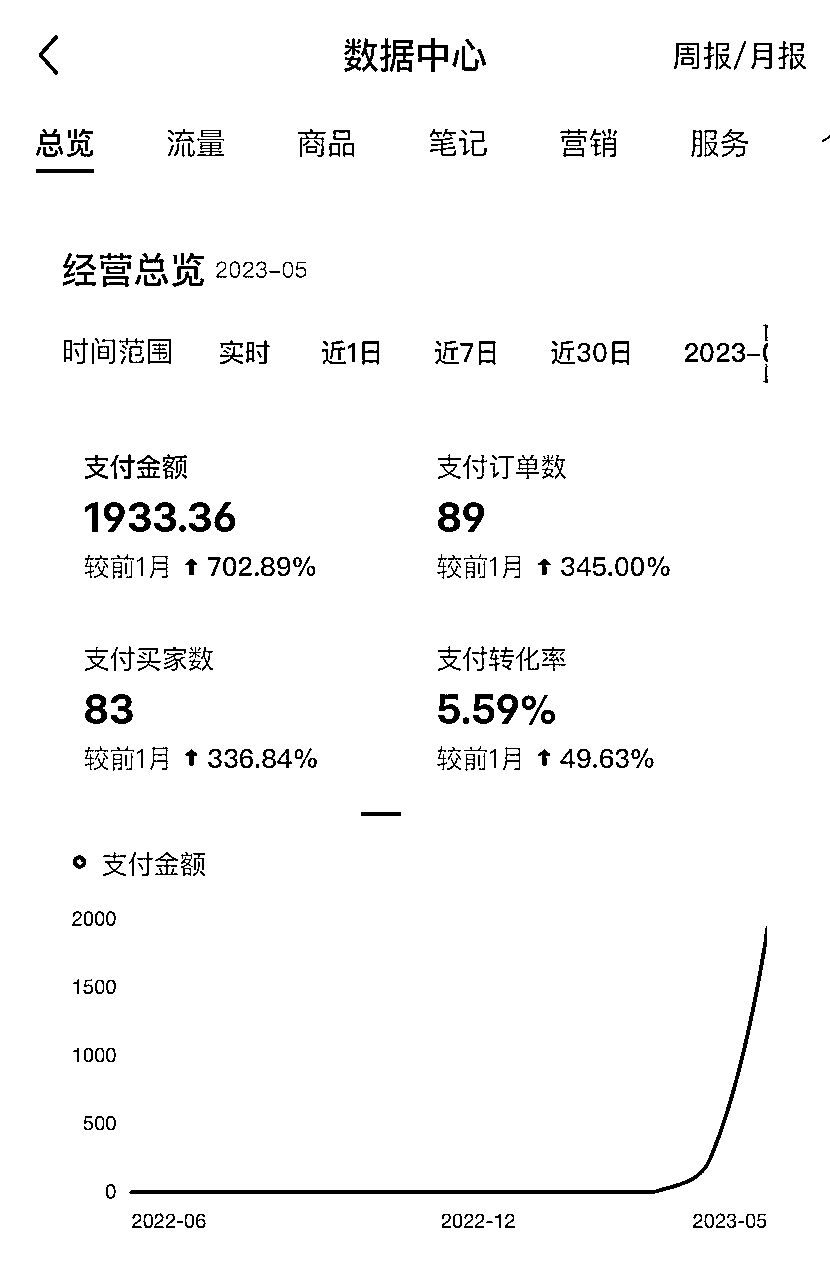 数据中心 周报/月报
总览 流量 商品 笔记 营销 服务
经营总览 2023-05
时间范围 实时 近1日 近7日 近30日 2023-
支付金额 支付订单数
1933.36 89
较前1月 ↑ 702.89% 较前1月 ↑ 345.00%
支付买家数 支付转化率
83 5.59%
较前1月 ↑ 336.84% 较前1月 ↑ 49.63%
支付金额
2000
1500
1000
500
0
2022-06 2022-12 2023-05